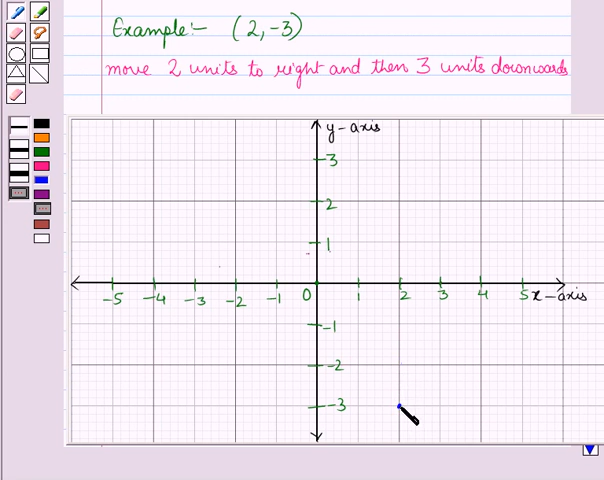 Example:- (2,-3)
move 2 units to right and then 3 units downwards
y-axis
3
2
1
-5 -4 -3 -2 -1 0 1 2 3 4 5 x-axis
-1
-2
-3